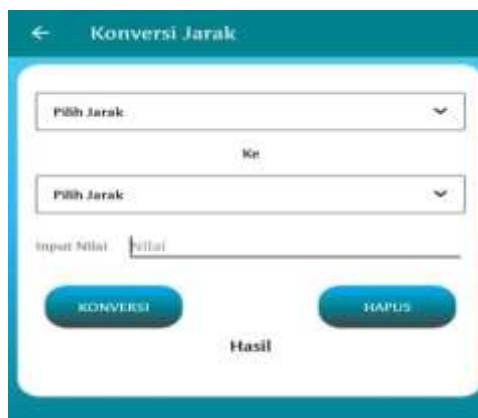 Konversi Jarak
Pilih Jarak
Ke
Pilih Jarak
Input Nilai Nilai
KONVERSI HAPUS
Hasil